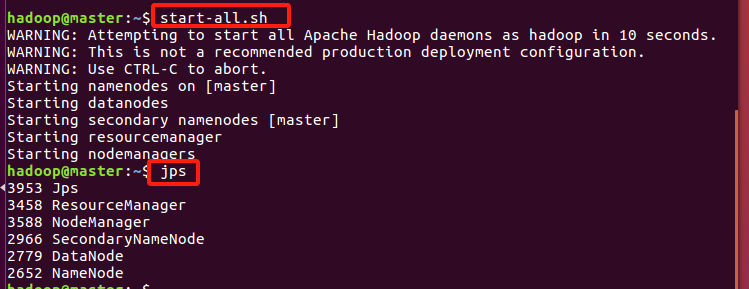 hadoop@master:~$ start-all.sh
WARNING: Attempting to start all Apache Hadoop daemons as hadoop in 10 seconds.
WARNING: This is not a recommended production deployment configuration.
WARNING: Use CTRL-C to abort.
Starting namenodes on [master]
Starting datanodes
Starting secondary namenodes [master]
Starting resourcemanager
Starting nodemanagers
hadoop@master:~$ jps
3953 Jps
3458 ResourceManager
3588 NodeManager
2966 SecondaryNameNode
2779 DataNode
2652 NameNode